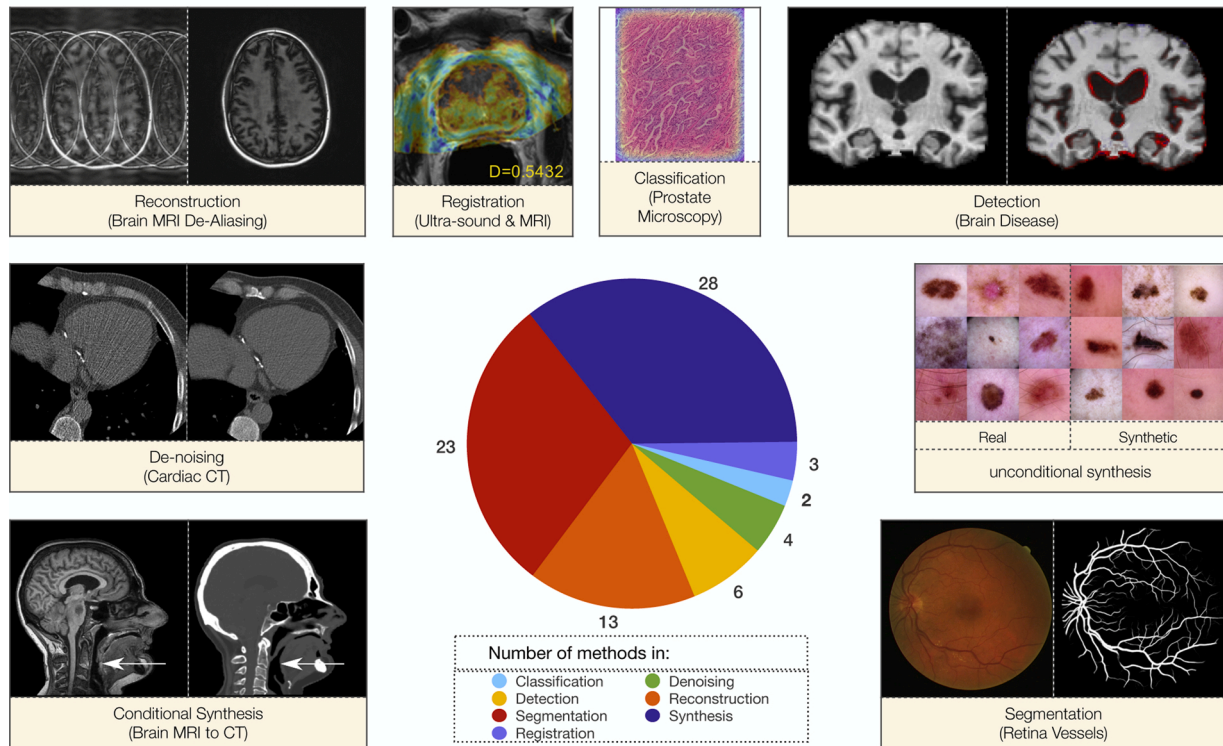 D=0.5432
Reconstruction
(Brain MRI De-Aliasing)
Registration
(Ultra-sound & MRI)
Classification
(Prostate
Microscopy)
Detection
(Brain Disease)
De-noising
(Cardiac CT)
28
23
3
2
4
6
13
Real
Synthetic
unconditional synthesis
Number of methods in:
Classification
Denoising
Detection
Reconstruction
Segmentation
Synthesis
Registration
Conditional Synthesis
(Brain MRI to CT)
Segmentation
(Retina Vessels)